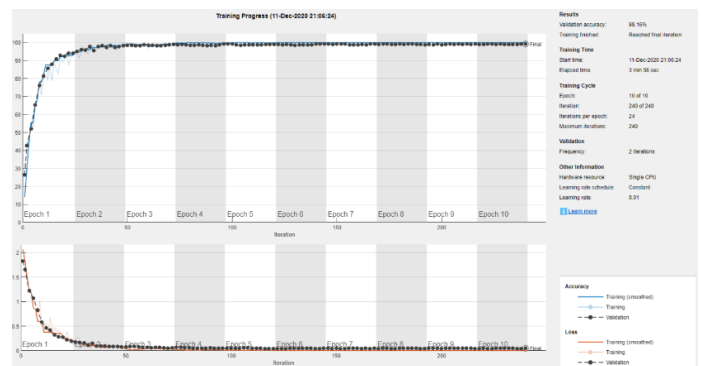 Training Progress (11-Dec-2020 21:06:24)
100
90
80
70
60
50
40
30
20
10
0
Final
Epoch 1 Epoch 2 Epoch 3 Epoch 4 Epoch 5 Epoch 6 Epoch 7 Epoch 8 Epoch 9 Epoch 10
0 50 100 150 200
Iteration
2
1.5
1
0.5
0
Final
Epoch 1 Epoch 2 Epoch 3 Epoch 4 Epoch 5 Epoch 6 Epoch 7 Epoch 8 Epoch 9 Epoch 10
0 50 100 150 200
Iteration
Results
Validation accuracy: 99.16%
Training finished: Reached final iteration
Training Time
Start time: 11-Dec-2020 21:06:24
Elapsed time: 3 min 56 sec
Training Cycle
Epoch: 10 of 10
Iteration: 240 of 240
Iterations per epoch: 24
Maximum iterations: 240
Validation
Frequency: 2 iterations
Other Information
Hardware resource: Single CPU
Learning rate schedule: Constant
Learning rate: 0.01
i Learn more
Accuracy
Training (smoothed)
Training
Validation
Loss
Training (smoothed)
Training
Validation